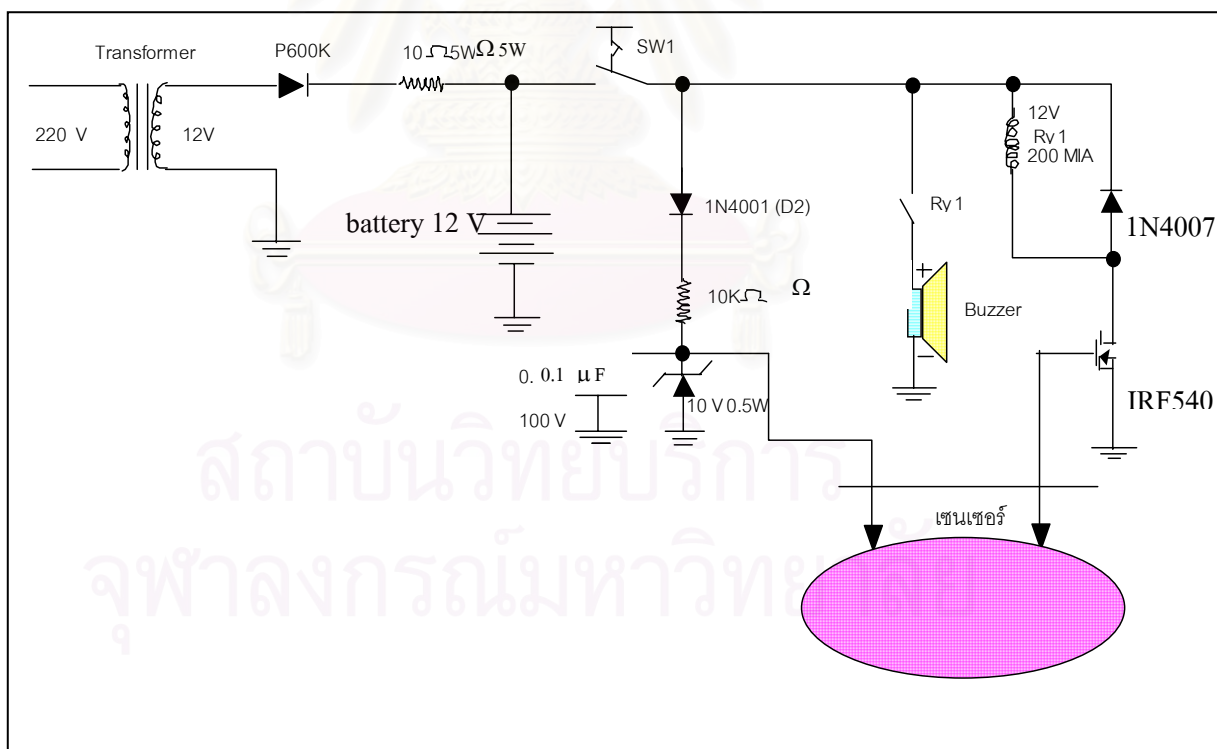 Transformer
P600K
10 Ω 5W Ω 5W
SW1
220 V
12V
12V
Ry 1
200 MIA
battery 12 V
1N4001 (D2)
Ry 1
1N4007
10K Ω Ω
Buzzer
0. 0.1 μ F
100 V
10 V 0.5W
IRF540
เซนเซอร์
สถาบันวิทยบริการ
จุฬาลงกรณ์มหาวิทยาลัย